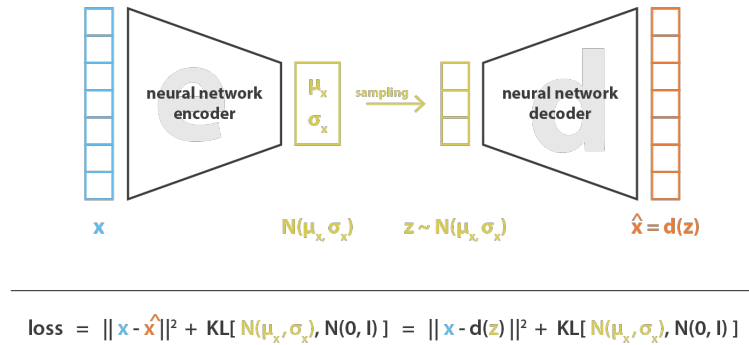 e
neural network
encoder
μₓ
σₓ
sampling
d
neural network
decoder
x
N(μₓ, σₓ)
z ~ N(μₓ, σₓ)
x̂ = d(z)
loss = || x - x̂ ||² + KL[ N(μₓ, σₓ), N(0, I) ] = || x - d(z) ||² + KL[ N(μₓ, σₓ), N(0, I) ]